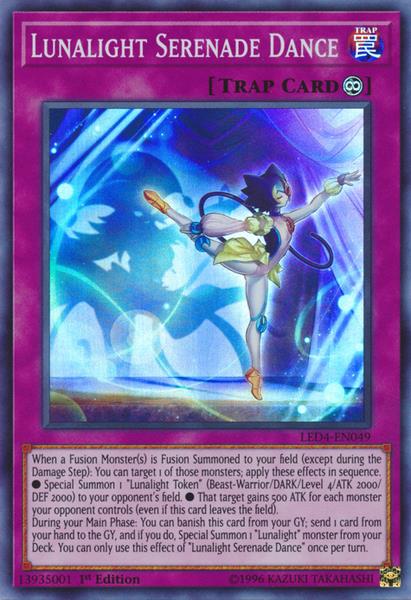 LUNALIGHT SERENADE DANCE
TRAP
罠
[TRAP CARD]
LED4-EN049
When a Fusion Monster(s) is Fusion Summoned to your field (except during the
Damage Step): You can target 1 of those monsters; apply these effects in sequence.
● Special Summon 1 "Lunalight Token" (Beast-Warrior/DARK/Level 4/ATK 2000/
DEF 2000) to your opponent's field. ● That target gains 500 ATK for each monster
your opponent controls (even if this card leaves the field).
During your Main Phase: You can banish this card from your GY; send 1 card from
your hand to the GY, and if you do, Special Summon 1 "Lunalight" monster from
your Deck. You can only use this effect of "Lunalight Serenade Dance" once per turn.
13935001 1st Edition ©1996 KAZUKI TAKAHASHI